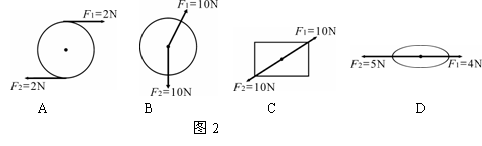 F₁=2N
F₂=2N
A
F₁=10N
F₂=10N
B
F₁=10N
F₂=10N
C
F₂=5N
F₁=4N
D
图2